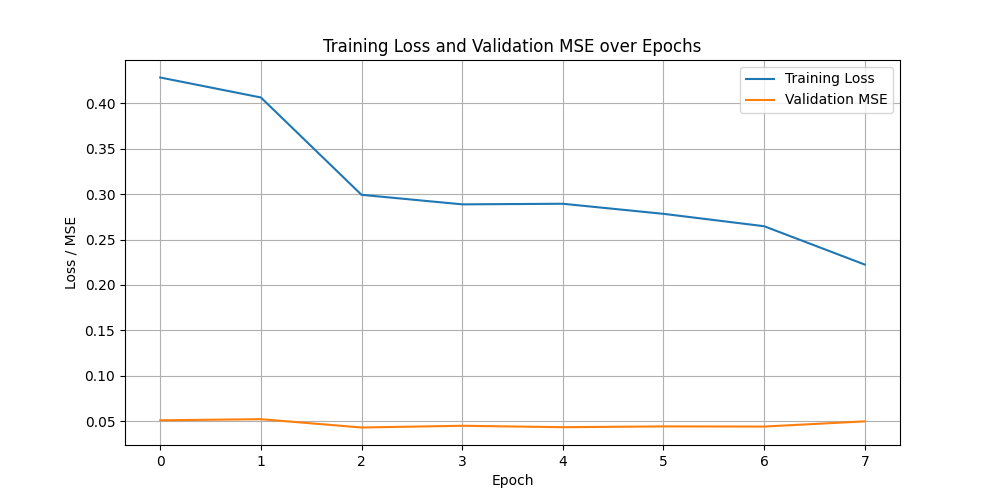 Training Loss and Validation MSE over Epochs
Training Loss
Validation MSE
0.40
0.35
0.30
0.25
0.20
0.15
0.10
0.05
Loss / MSE
0 1 2 3 4 5 6 7
Epoch